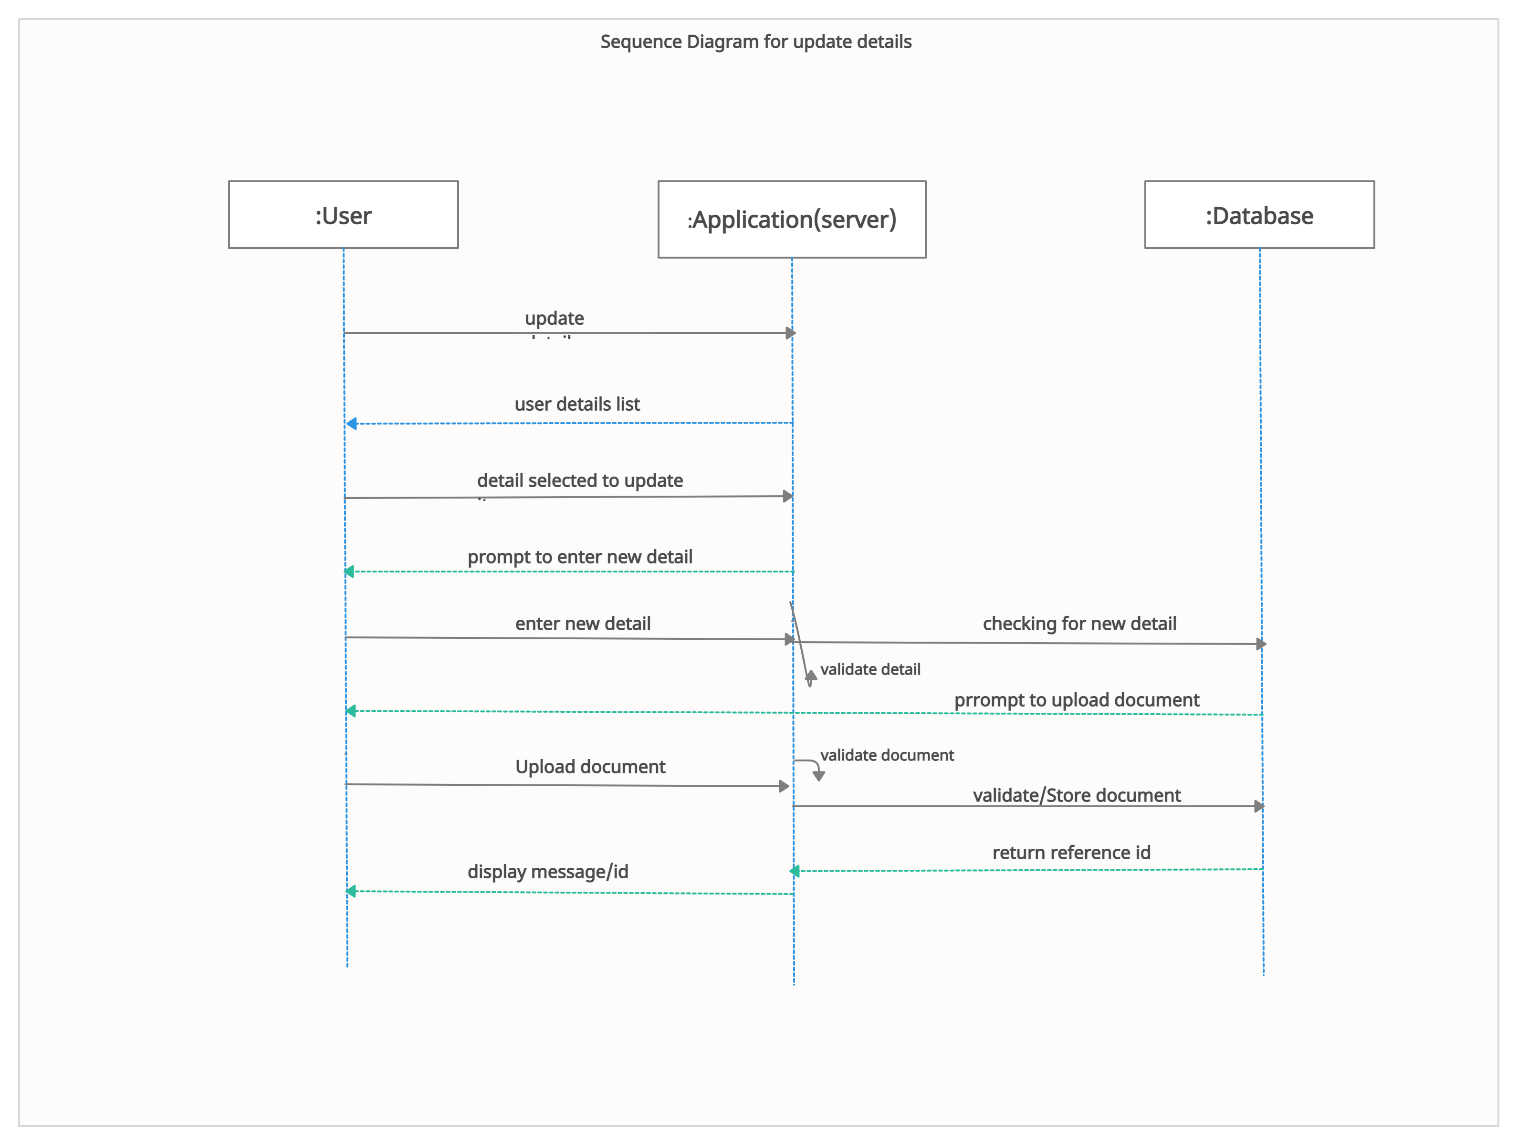 Sequence Diagram for update details
:User
:Application(server)
:Database
update
user details list
detail selected to update
prompt to enter new detail
enter new detail
checking for new detail
validate detail
prrompt to upload document
validate document
Upload document
validate/Store document
return reference id
display message/id